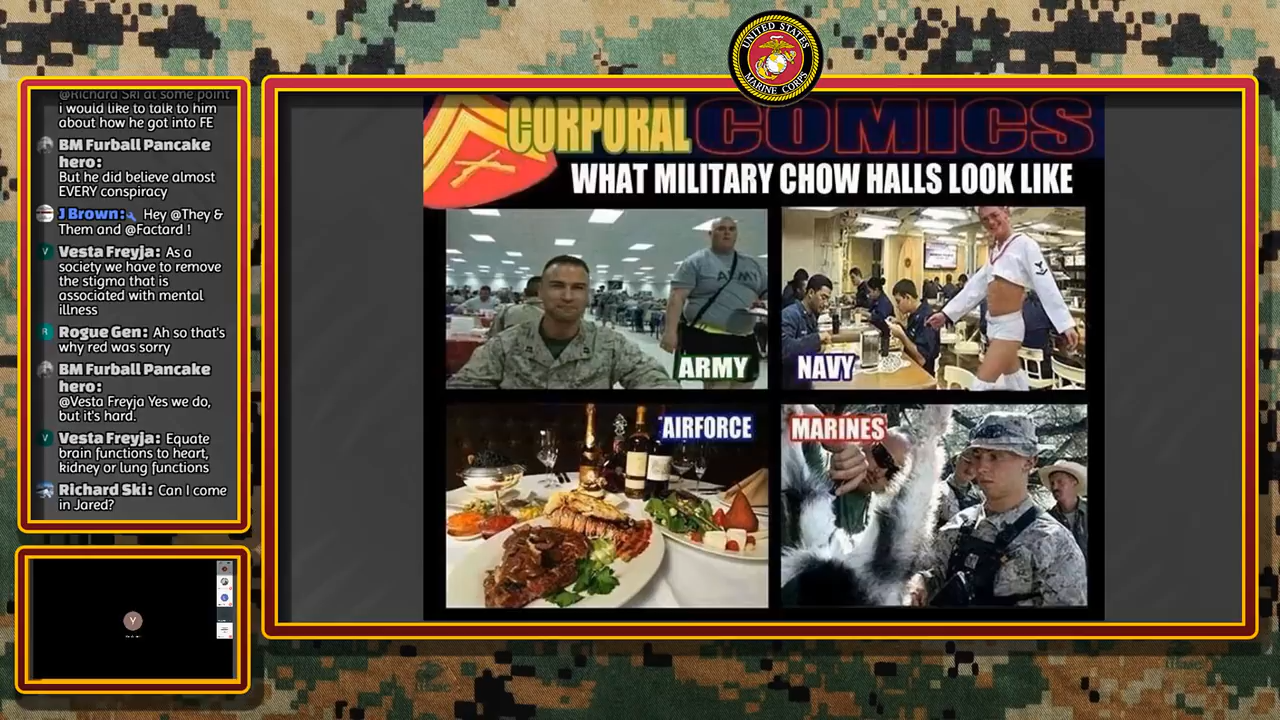 UNITED STATES
MARINE CORPS
@Richard Ski at some point
i would like to talk to him
about how he got into FE
BM Furball Pancake
hero:
But he did believe almost
EVERY conspiracy
J Brown: Hey @They &
Them and @Factard !
V Vesta Freyja: As a
society we have to remove
the stigma that is
associated with mental
illness
R Rogue Gen: Ah so that's
why red was sorry
BM Furball Pancake
hero:
@Vesta Freyja Yes we do,
but it's hard.
V Vesta Freyja: Equate
brain functions to heart,
kidney or lung functions
Richard Ski: Can I come
in Jared?
Y
CORPORAL COMICS
WHAT MILITARY CHOW HALLS LOOK LIKE
ARMY
ARMY
NAVY
AIRFORCE
MARINES